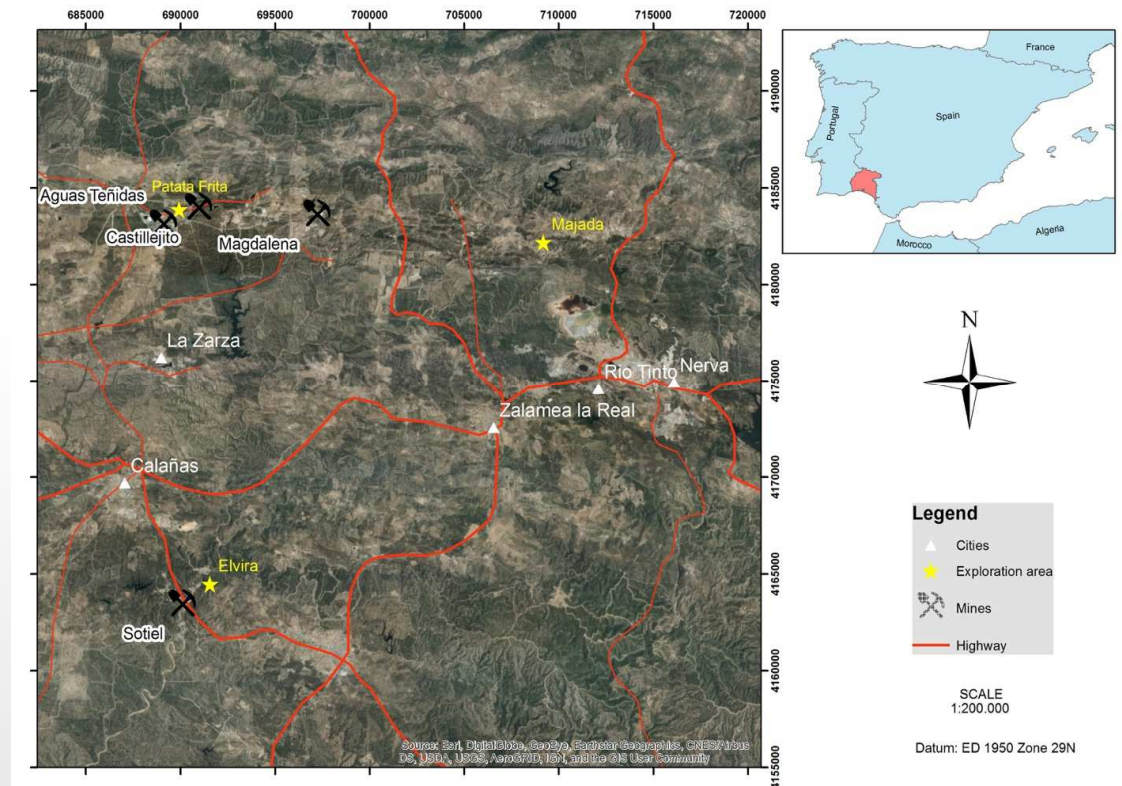 685000 690000 695000 700000 705000 710000 715000 720000
4190000
4185000
4180000
4175000
4170000
4165000
4160000
4155000
Patata Frita
Aguas Teñidas
Castillejito
Magdalena
Majada
La Zarza
Nerva
Rio Tinto
Zalamea la Real
Calañas
Elvira
Sotiel
Source: Esri, DigitalGlobe, GeoEye, Earthstar Geographics, CNES/Airbus
DS, USDA, USGS, AeroGRID, IGN, and the GIS User Community
France
Portugal
Spain
Morocco
Algeria
N
Legend
Cities
Exploration area
Mines
Highway
SCALE
1:200.000
Datum: ED 1950 Zone 29N